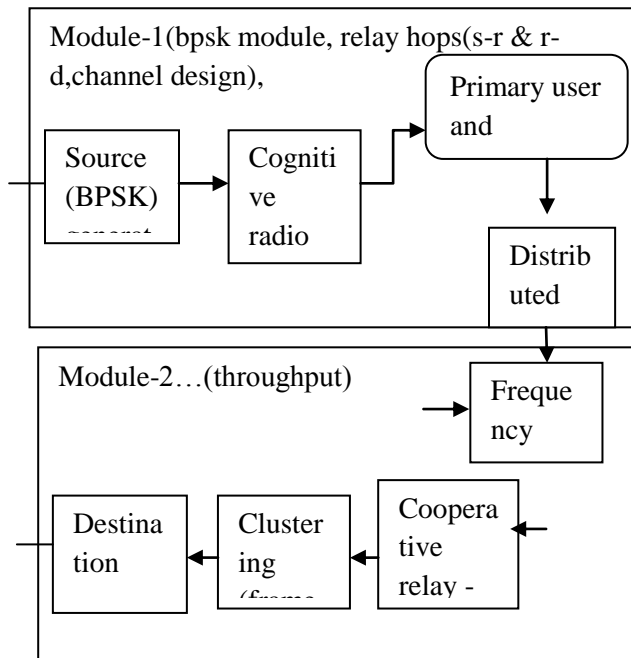 Module-1(bpsk module, relay hops(s-r & r-
d,channel design),
Primary user
and
Source
(BPSK)
Cogniti
ve
radio
Distrib
uted
Module-2…(throughput)
Freque
ncy
Destina
tion
Cluster
ing
Coopera
tive
relay -